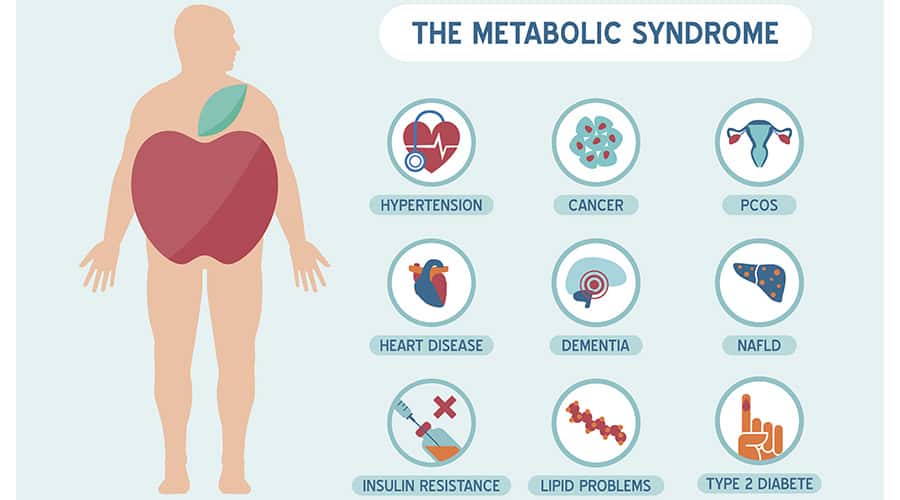 THE METABOLIC SYNDROME
HYPERTENSION
CANCER
PCOS
HEART DISEASE
DEMENTIA
NAFLD
INSULIN RESISTANCE
LIPID PROBLEMS
TYPE 2 DIABETE